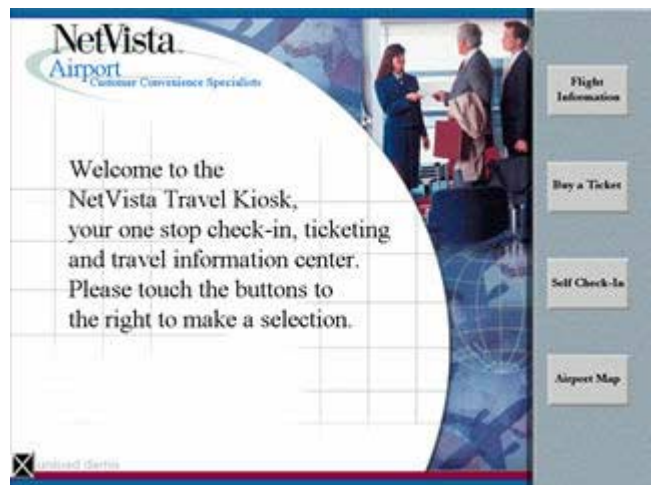 NetVista
Airport
Customer Convenience Specialists
Welcome to the
NetVista Travel Kiosk,
your one stop check-in, ticketing
and travel information center.
Please touch the buttons to
the right to make a selection.
unload demo
Flight
Information
Buy a Ticket
Self Check-In
Airport Map